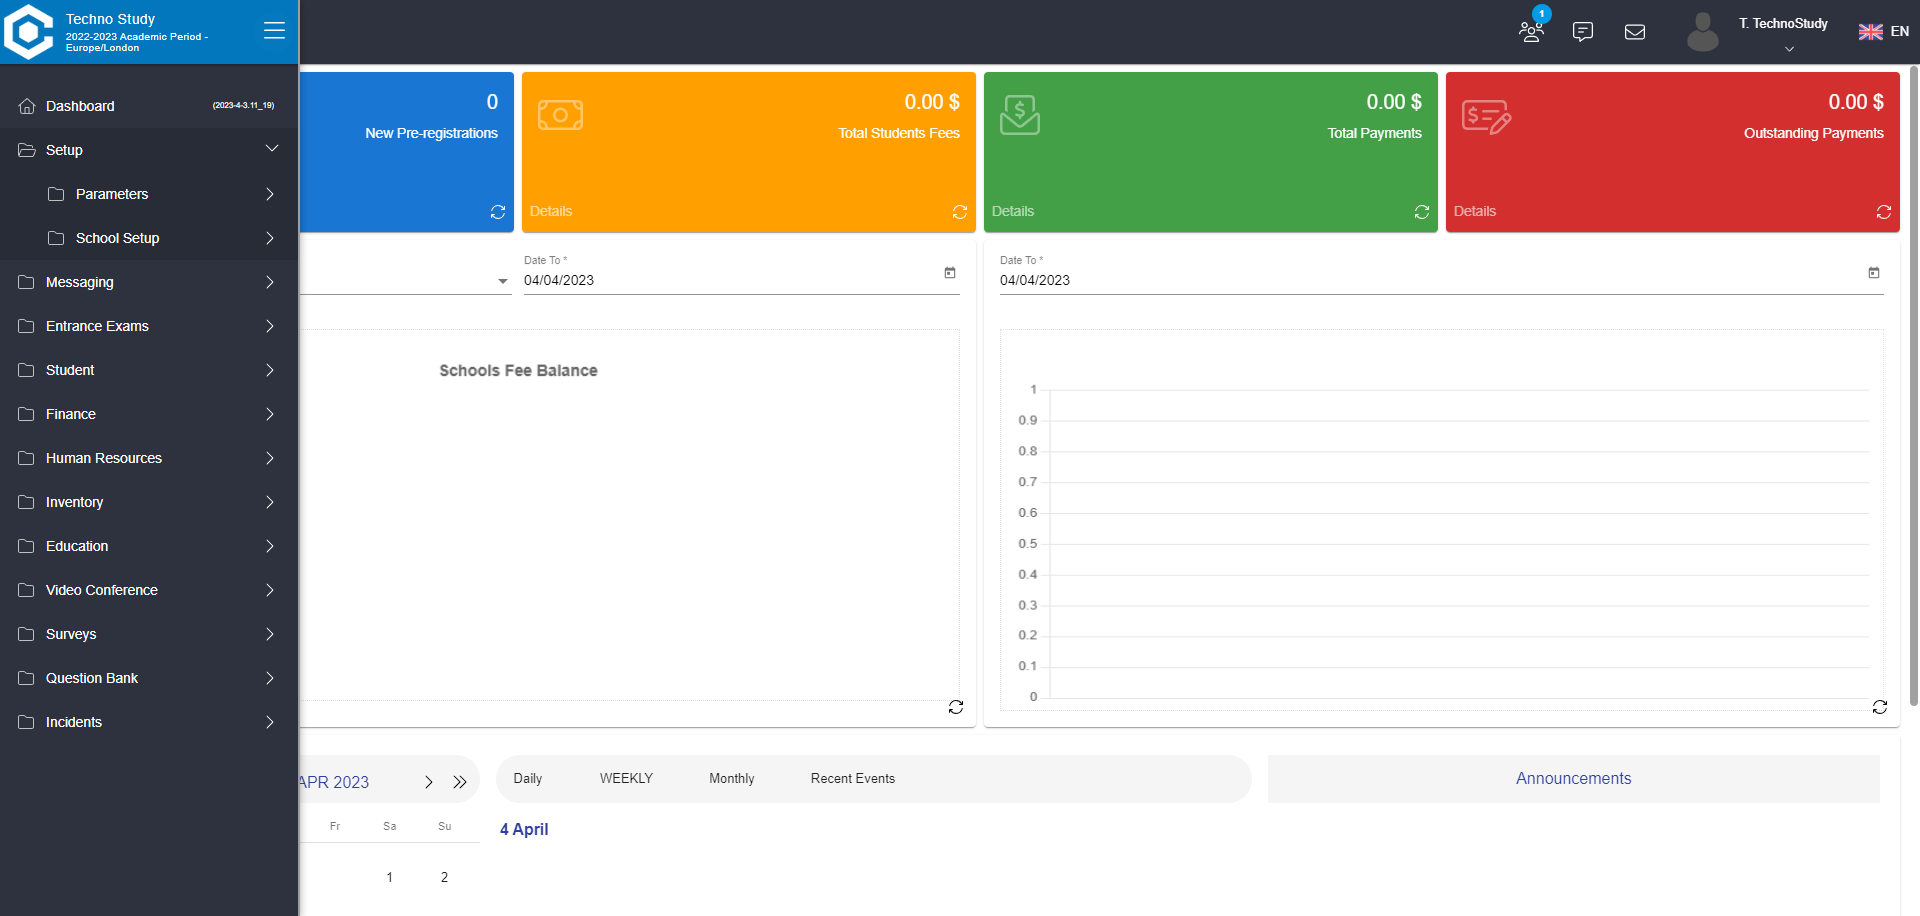 Techno Study
2022-2023 Academic Period -
Europe/London
1
T. TechnoStudy
EN
Dashboard
(2023-4-3.11_19)
Setup
Parameters
School Setup
Messaging
Entrance Exams
Student
Finance
Human Resources
Inventory
Education
Video Conference
Surveys
Question Bank
Incidents
0
New Pre-registrations
0.00 $
Total Students Fees
Details
0.00 $
Total Payments
Details
0.00 $
Outstanding Payments
Details
Date To *
04/04/2023
Schools Fee Balance
Date To *
04/04/2023
1
0.9
0.8
0.7
0.6
0.5
0.4
0.3
0.2
0.1
0
APR 2023
Fr Sa Su
1 2
Daily WEEKLY Monthly Recent Events
4 April
Announcements